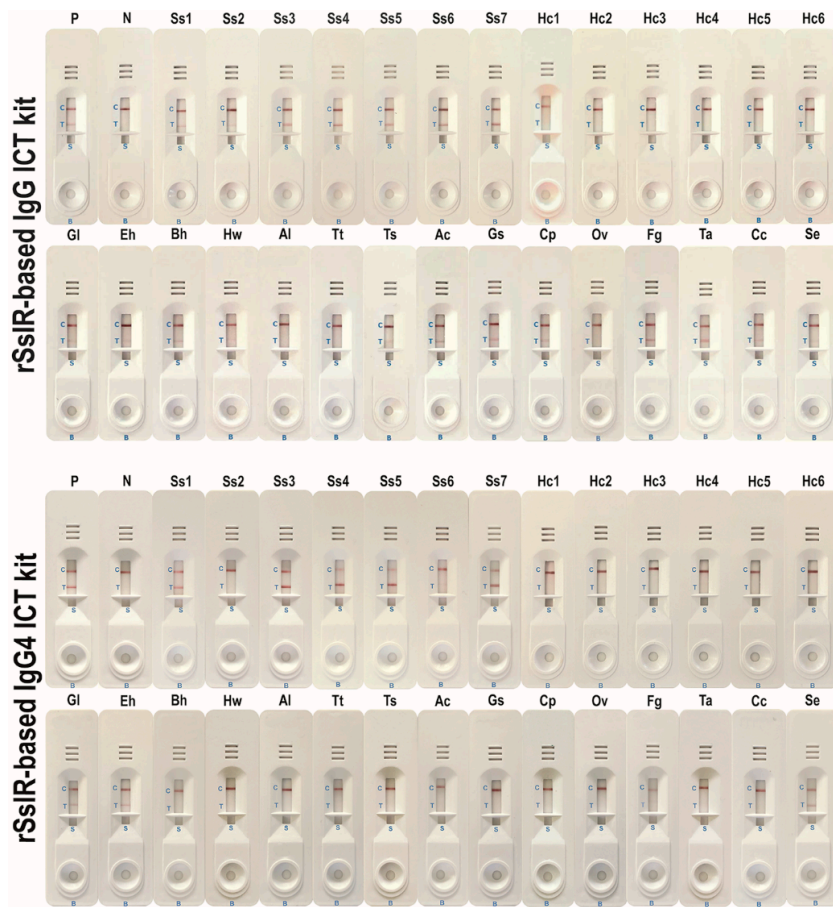 rSsIR-based IgG ICT kit
P N Ss1 Ss2 Ss3 Ss4 Ss5 Ss6 Ss7 Hc1 Hc2 Hc3 Hc4 Hc5 Hc6
C C C C C C C C C C C C C C C
T T T T T T T T T T T T T T T
S S S S S S S S S S S S S S S
B B B B B B B B B B B B B B B
Gl Eh Bh Hw Al Tt Ts Ac Gs Cp Ov Fg Ta Cc Se
C C C C C C C C C C C C C C C
T T T T T T T T T T T T T T T
S S S S S S S S S S S S S S S
B B B B B B B B B B B B B B B
rSsIR-based IgG4 ICT kit
P N Ss1 Ss2 Ss3 Ss4 Ss5 Ss6 Ss7 Hc1 Hc2 Hc3 Hc4 Hc5 Hc6
C C C C C C C C C C C C C C C
T T T T T T T T T T T T T T T
S S S S S S S S S S S S S S S
B B B B B B B B B B B B B B B
Gl Eh Bh Hw Al Tt Ts Ac Gs Cp Ov Fg Ta Cc Se
C C C C C C C C C C C C C C C
T T T T T T T T T T T T T T T
S S S S S S S S S S S S S S S
B B B B B B B B B B B B B B B